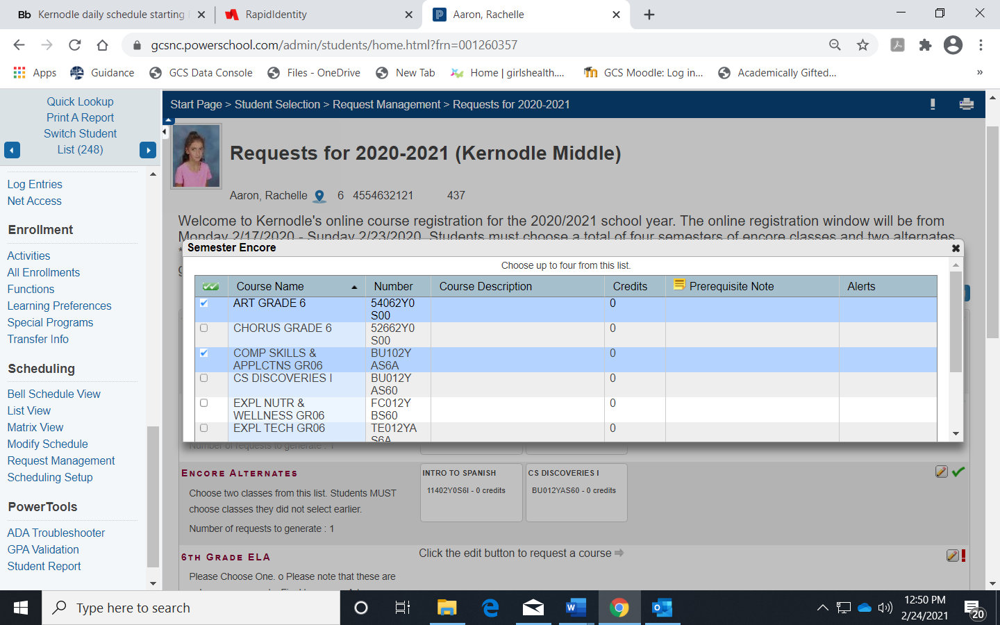 Bb Kernodle daily schedule starting
RapidIdentity
Aaron, Rachelle
gcsnc.powerschool.com/admin/students/home.html?frn=001260357
Apps Guidance GCS Data Console Files - OneDrive New Tab Home | girlshealth.... GCS Moodle: Log in... Academically Gifted... »
Quick Lookup
Print A Report
Switch Student
List (248)
Log Entries
Net Access
Enrollment
Activities
All Enrollments
Functions
Learning Preferences
Special Programs
Transfer Info
Scheduling
Bell Schedule View
List View
Matrix View
Modify Schedule
Request Management
Scheduling Setup
PowerTools
ADA Troubleshooter
GPA Validation
Student Report
Start Page > Student Selection > Request Management > Requests for 2020-2021
Requests for 2020-2021 (Kernodle Middle)
Aaron, Rachelle 6 4554632121 437
Welcome to Kernodle's online course registration for the 2020/2021 school year. The online registration window will be from
Monday 2/17/2020 - Sunday 2/23/2020. Students must choose a total of four semesters of encore classes and two alternates
Semester Encore
Choose up to four from this list.
Course Name Number Course Description Credits Prerequisite Note Alerts
ART GRADE 6 54062Y0 0
S00
CHORUS GRADE 6 52662Y0 0
S00
COMP SKILLS & BU102Y 0
APPLCTNS GR06 AS6A
CS DISCOVERIES I BU012Y 0
AS60
EXPL NUTR & FC012Y 0
WELLNESS GR06 BS60
EXPL TECH GR06 TE012YA 0
S6A
Number of requests to generate : 1
Encore Alternates
Choose two classes from this list. Students MUST
choose classes they did not select earlier.
Number of requests to generate : 1
INTRO TO SPANISH
11402Y0S6I - 0 credits
CS DISCOVERIES I
BU012YAS60 - 0 credits
6th Grade ELA
Please Choose One. o Please note that these are
Click the edit button to request a course
Type here to search
12:50 PM
2/24/2021
20